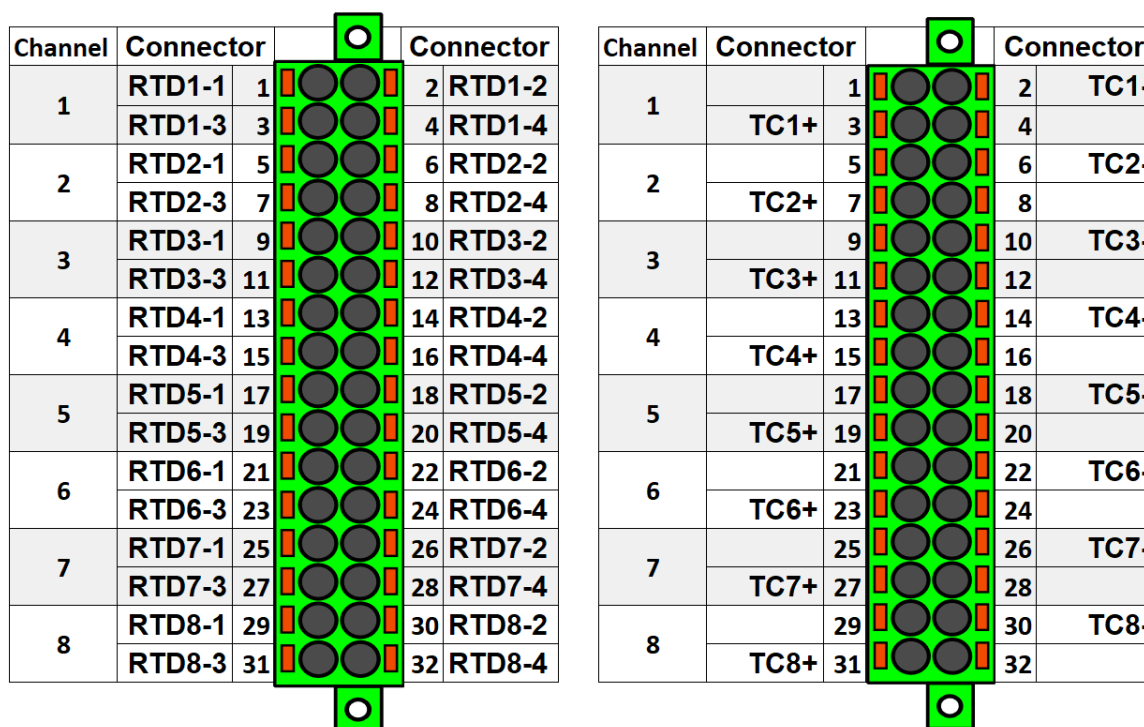 Channel Connector Connector
1 RTD1-1 1 2 RTD1-2
RTD1-3 3 4 RTD1-4
2 RTD2-1 5 6 RTD2-2
RTD2-3 7 8 RTD2-4
3 RTD3-1 9 10 RTD3-2
RTD3-3 11 12 RTD3-4
4 RTD4-1 13 14 RTD4-2
RTD4-3 15 16 RTD4-4
5 RTD5-1 17 18 RTD5-2
RTD5-3 19 20 RTD5-4
6 RTD6-1 21 22 RTD6-2
RTD6-3 23 24 RTD6-4
7 RTD7-1 25 26 RTD7-2
RTD7-3 27 28 RTD7-4
8 RTD8-1 29 30 RTD8-2
RTD8-3 31 32 RTD8-4
Channel Connector Connector
1 1 2 TC1-
TC1+ 3 4
2 5 6 TC2-
TC2+ 7 8
3 9 10 TC3-
TC3+ 11 12
4 13 14 TC4-
TC4+ 15 16
5 17 18 TC5-
TC5+ 19 20
6 21 22 TC6-
TC6+ 23 24
7 25 26 TC7-
TC7+ 27 28
8 29 30 TC8-
TC8+ 31 32